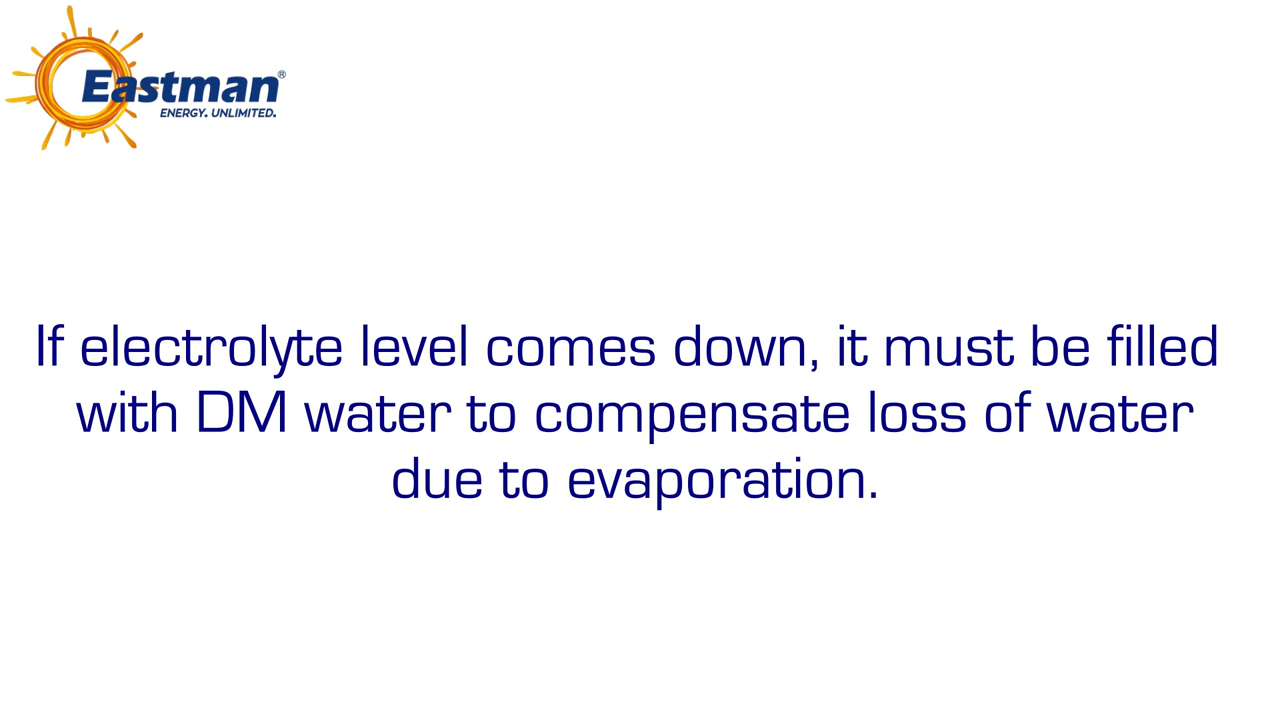 Eastman®
ENERGY. UNLIMITED.
If electrolyte level comes down, it must be filled
with DM water to compensate loss of water
due to evaporation.